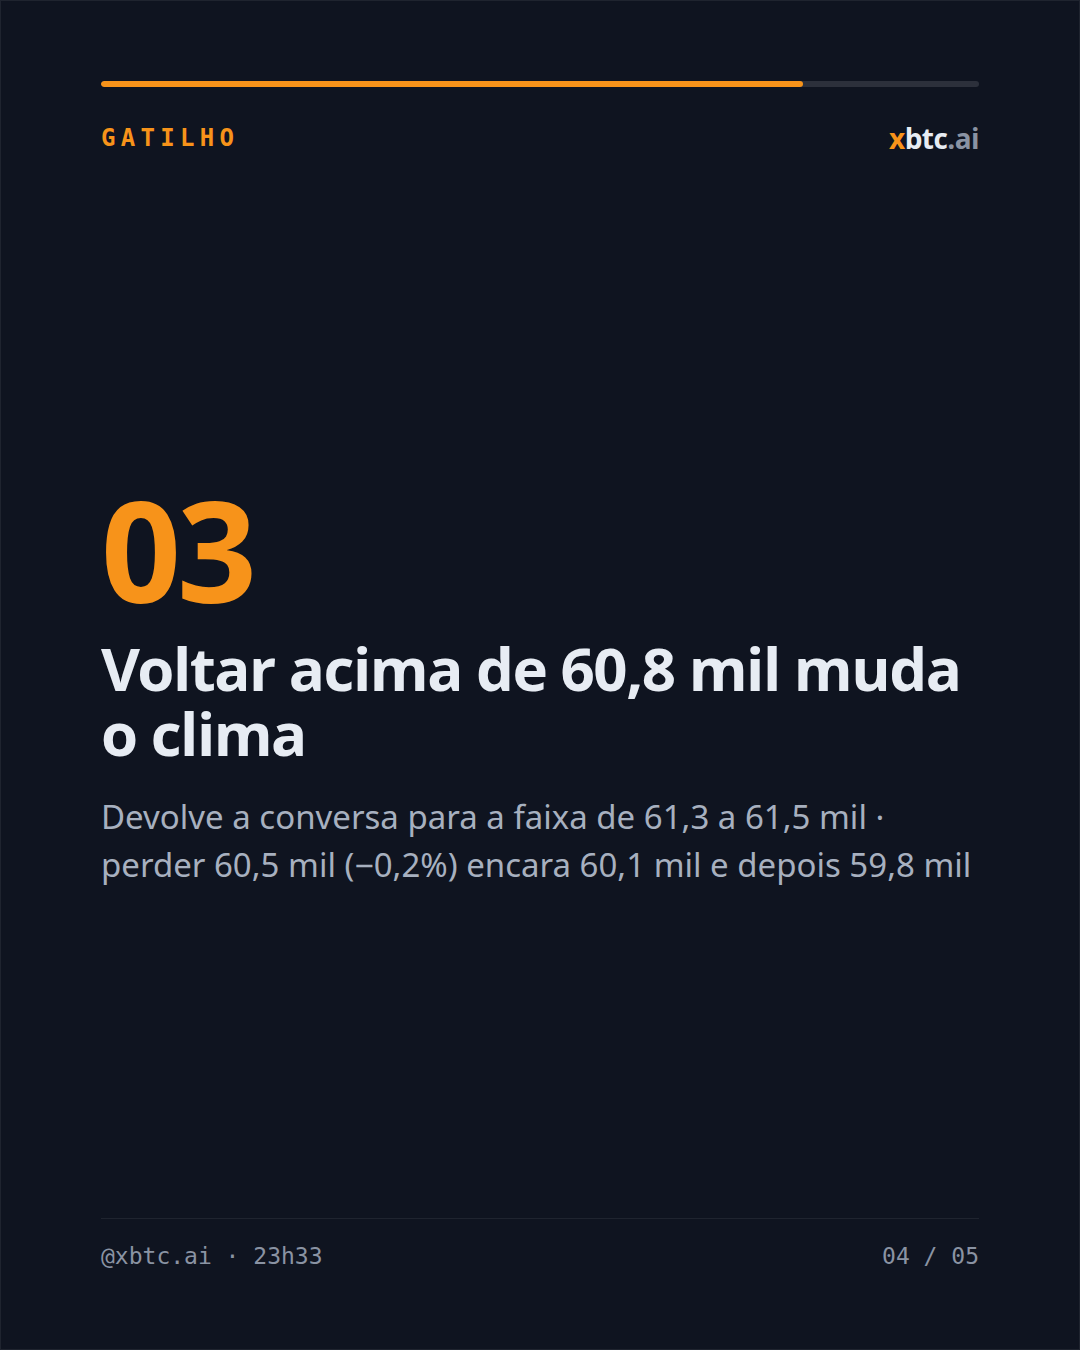 GATILHO
xbtc.ai
03
Voltar acima de 60,8 mil muda
o clima
Devolve a conversa para a faixa de 61,3 a 61,5 mil ·
perder 60,5 mil (−0,2%) encara 60,1 mil e depois 59,8 mil
@xbtc.ai · 23h33
04 / 05